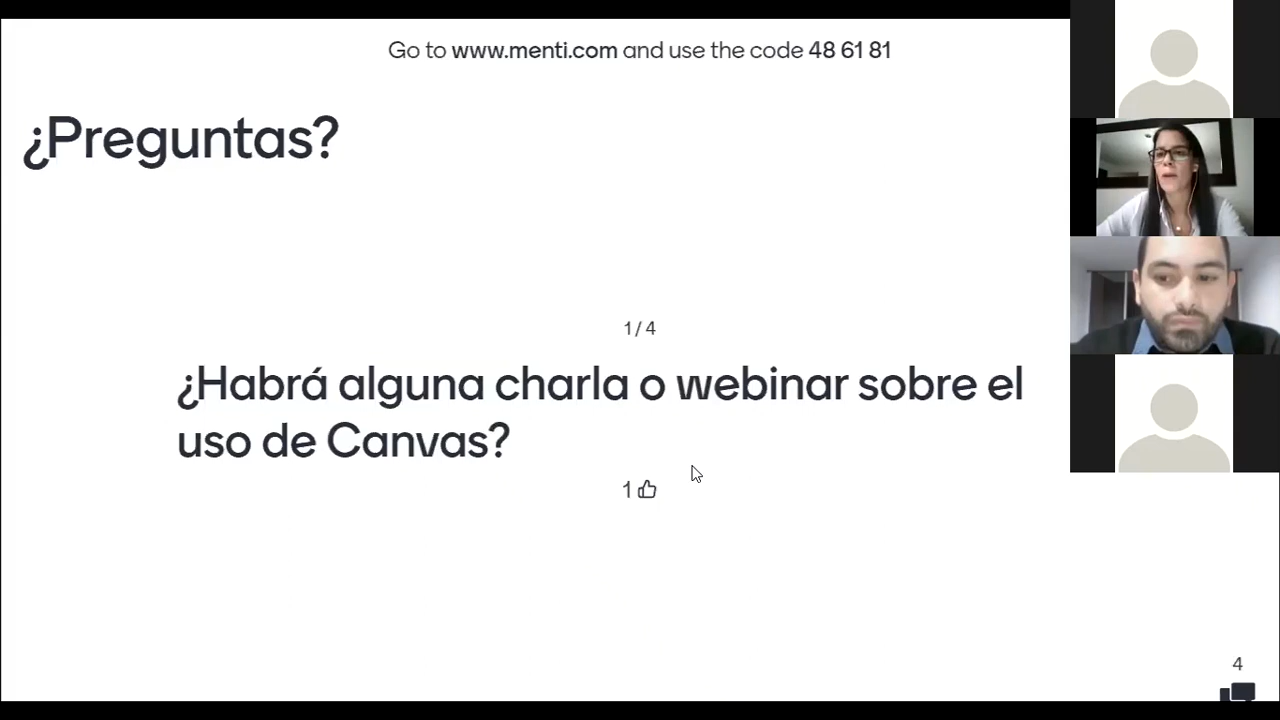 Go to www.menti.com and use the code 48 61 81
¿Preguntas?
1 / 4
¿Habrá alguna charla o webinar sobre el
uso de Canvas?
1
4